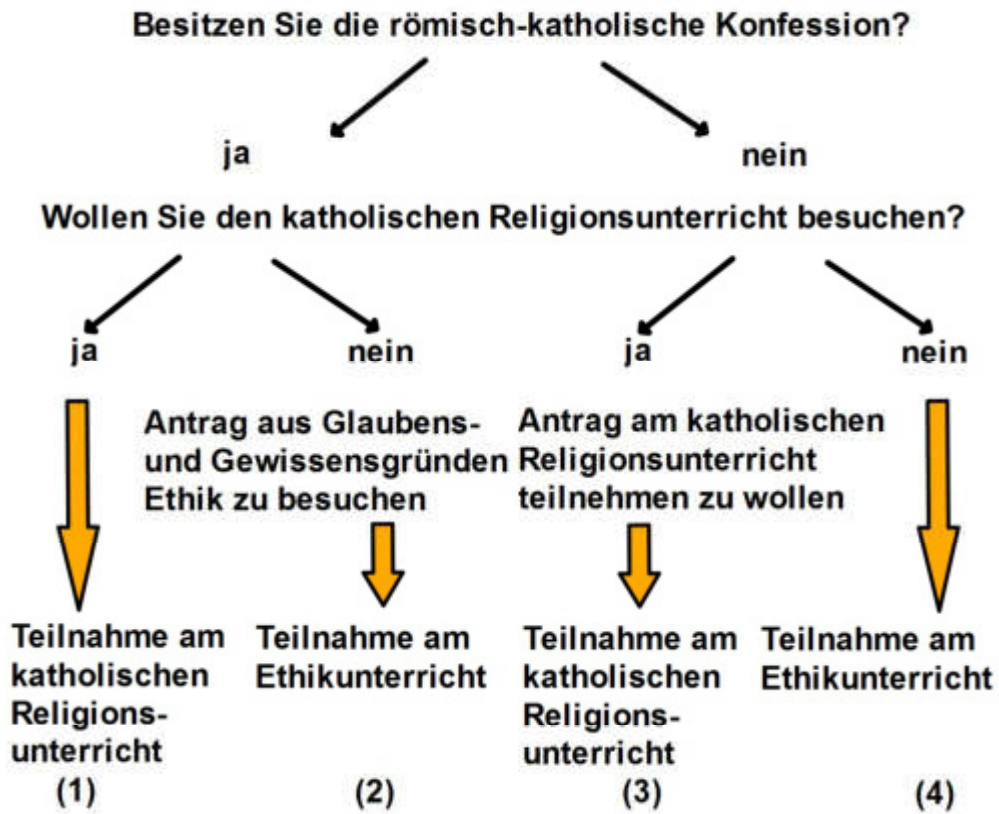 Besitzen Sie die römisch-katholische Konfession?
ja
nein
Wollen Sie den katholischen Religionsunterricht besuchen?
ja
nein
ja
nein
Antrag aus Glaubens-
und Gewissensgründen
Ethik zu besuchen
Antrag am katholischen
Religionsunterricht
teilnehmen zu wollen
Teilnahme am
katholischen
Religions-
unterricht
(1)
Teilnahme am
Ethikunterricht
(2)
Teilnahme am
katholischen
Religions-
unterricht
(3)
Teilnahme am
Ethikunterricht
(4)